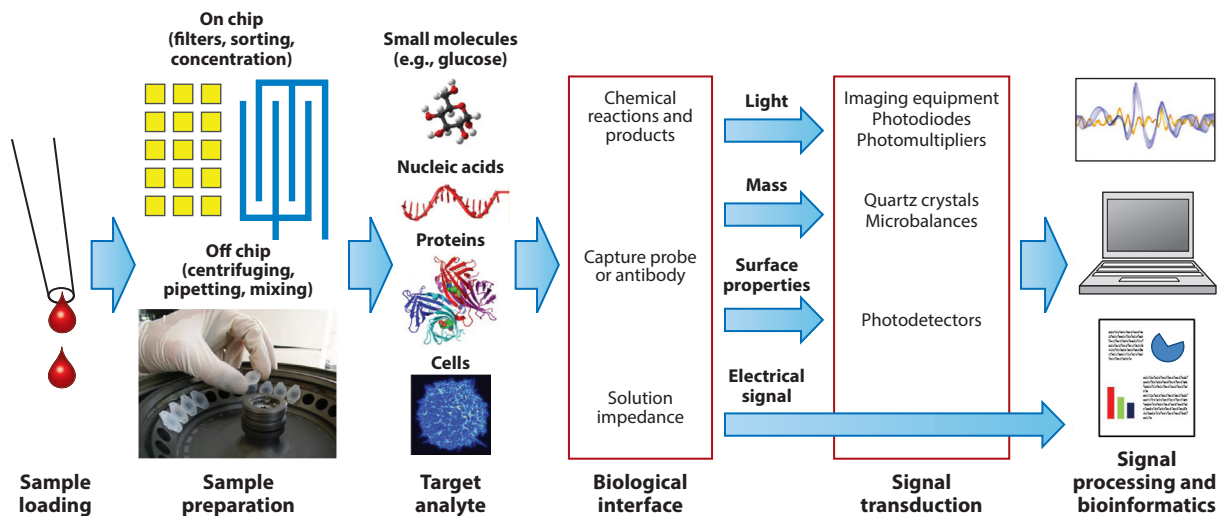 On chip
(filters, sorting,
concentration)
Off chip
(centrifuging,
pipetting, mixing)
Small molecules
(e.g., glucose)
Nucleic acids
Proteins
Cells
Chemical
reactions and
products
Capture probe
or antibody
Solution
impedance
Light
Mass
Surface
properties
Electrical
signal
Imaging equipment
Photodiodes
Photomultipliers
Quartz crystals
Microbalances
Photodetectors
Sample
loading
Sample
preparation
Target
analyte
Biological
interface
Signal
transduction
Signal
processing and
bioinformatics